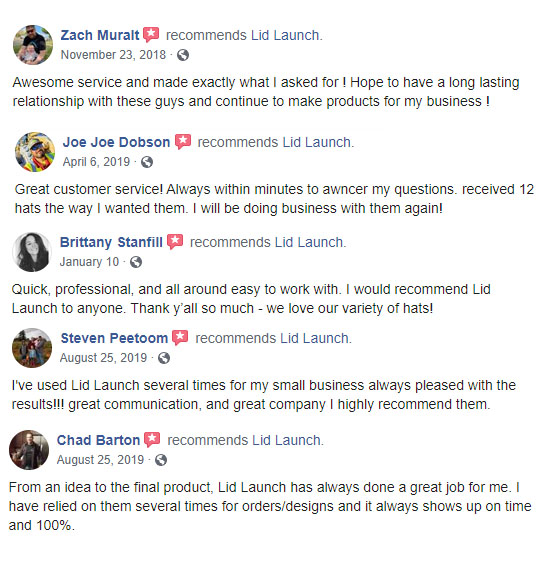 Zach Muralt recommends Lid Launch.
November 23, 2018 ·
Awesome service and made exactly what I asked for ! Hope to have a long lasting
relationship with these guys and continue to make products for my business !
Joe Joe Dobson recommends Lid Launch.
April 6, 2019 ·
Great customer service! Always within minutes to awncer my questions. received 12
hats the way I wanted them. I will be doing business with them again!
Brittany Stanfill recommends Lid Launch.
January 10 ·
Quick, professional, and all around easy to work with. I would recommend Lid
Launch to anyone. Thank y'all so much - we love our variety of hats!
Steven Peetoom recommends Lid Launch.
August 25, 2019 ·
I've used Lid Launch several times for my small business always pleased with the
results!!! great communication, and great company I highly recommend them.
Chad Barton recommends Lid Launch.
August 25, 2019 ·
From an idea to the final product, Lid Launch has always done a great job for me. I
have relied on them several times for orders/designs and it always shows up on time
and 100%.